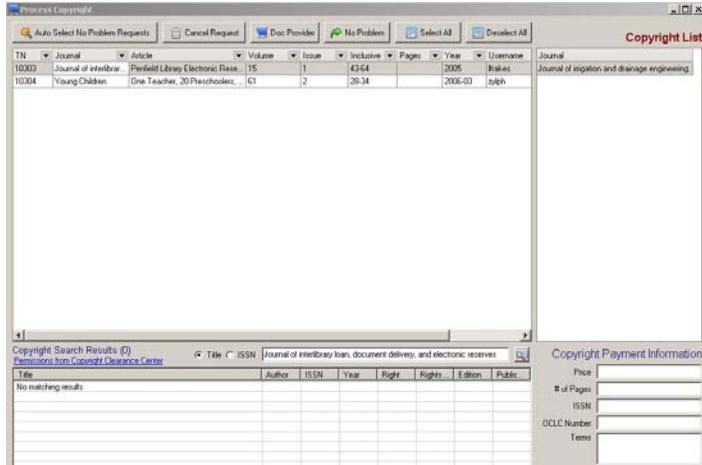 Process Copyright
Auto Select No Problem Requests Cancel Request Doc Provider No Problem Select All Deselect All
Copyright List
TN Journal Article Volume Issue Inclusive Pages Year Username
10303 Journal of interlibrar... Penfield Library Electronic Rese... 15 1 43-64 2005
10304 Young Children One Teacher, 20 Preschoolers, ... 61 2 28-34 2006-03 zylph
Journal
Journal of irrigation and drainage engineering.
Copyright Search Results (0)
Permissions from Copyright Clearance Center
Title ISSN Journal of interlibrary loan, document delivery, and electronic reserves
Title Author ISSN Year Right Rights ... Edition Publis...
No matching results
Copyright Payment Information
Price
# of Pages
ISSN
OCLC Number
Terms